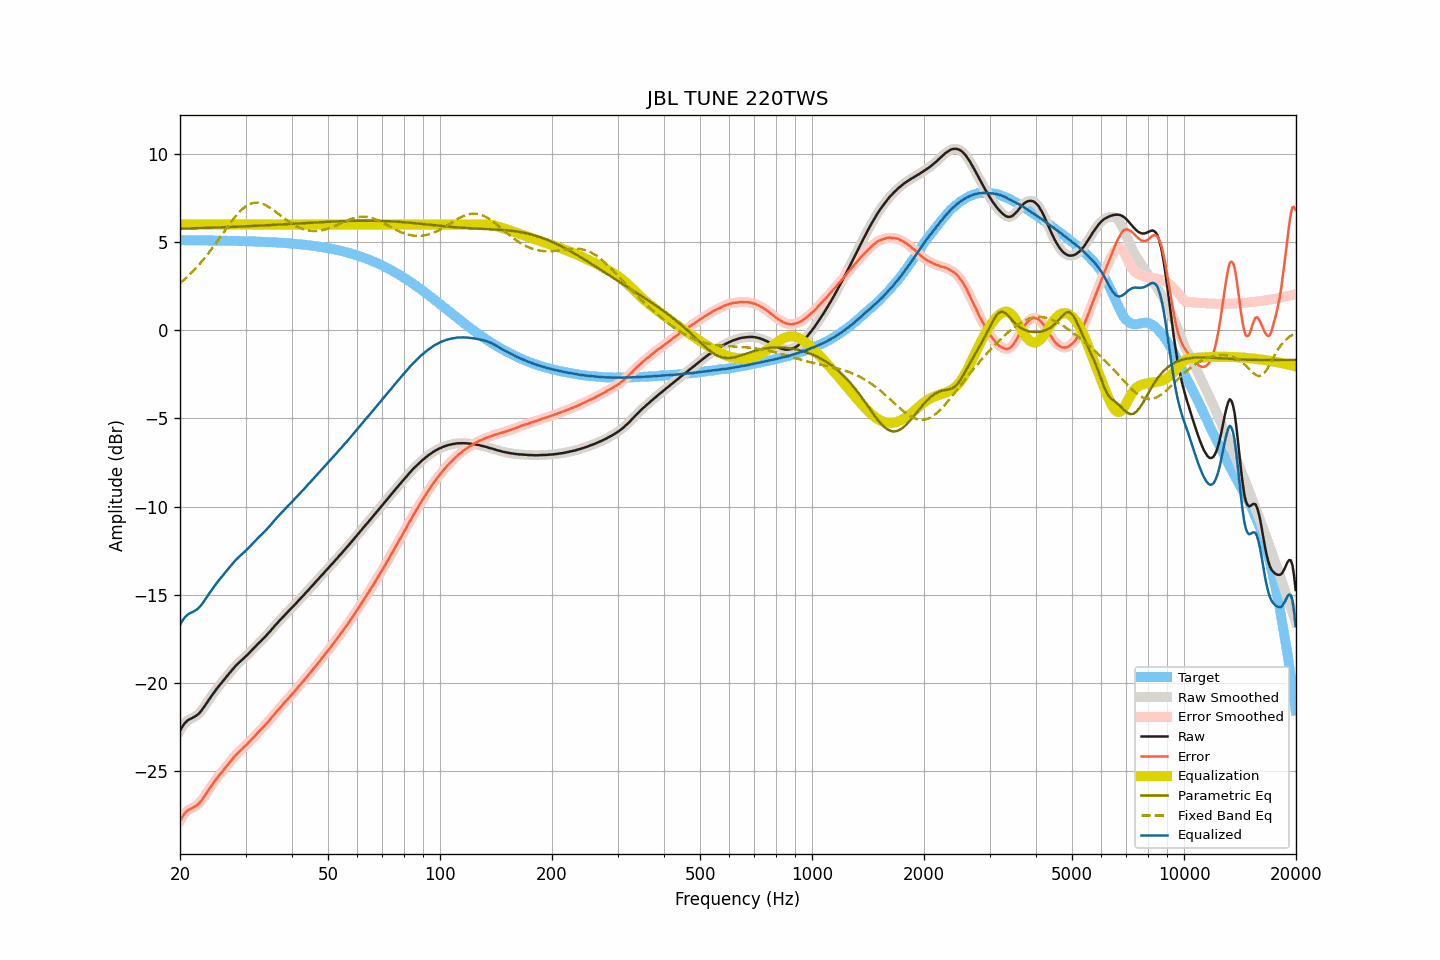 JBL TUNE 220TWS
Amplitude (dBr)
10
5
0
−5
−10
−15
−20
−25
20 50 100 200 500 1000 2000 5000 10000 20000
Frequency (Hz)
Target
Raw Smoothed
Error Smoothed
Raw
Error
Equalization
Parametric Eq
Fixed Band Eq
Equalized